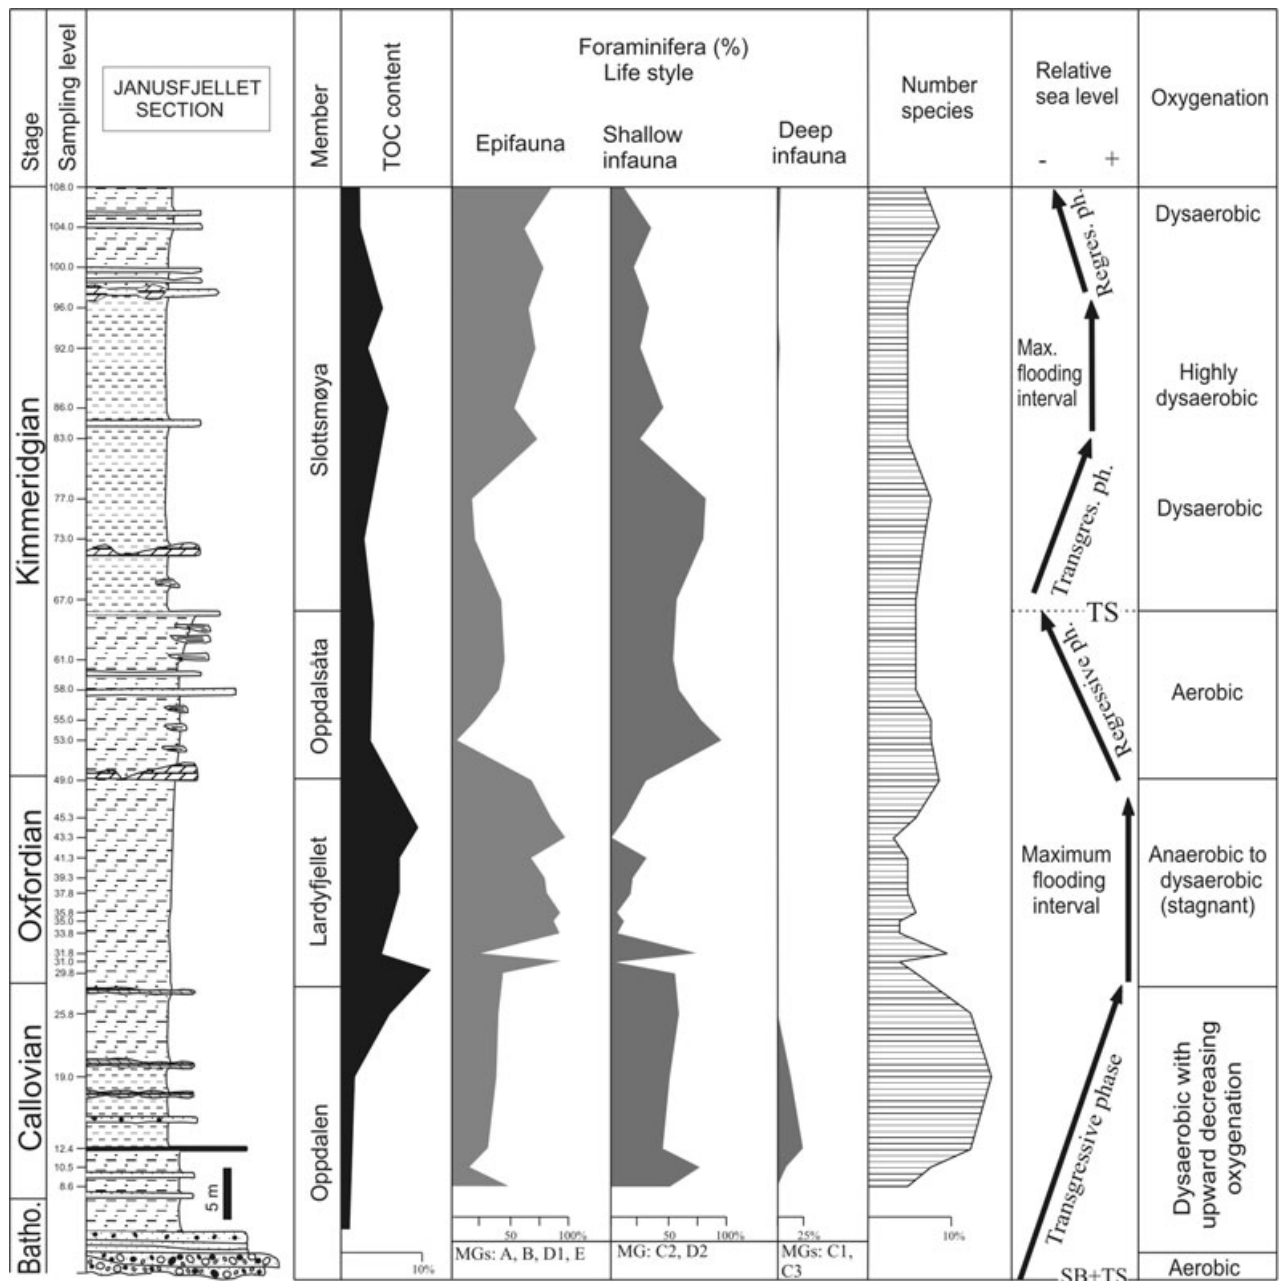 Stage
Sampling level
JANUSFJELLET
SECTION
Member
TOC content
Foraminifera (%)
Life style
Epifauna
Shallow
infauna
Deep
infauna
Number
species
Relative
sea level
- +
Oxygenation
Kimmeridgian
Oxfordian
Callovian
Batho.
108.0
104.0
100.0
96.0
92.0
86.0
83.0
77.0
73.0
67.0
61.0
58.0
55.0
53.0
49.0
45.3
43.3
41.3
39.3
37.8
35.8
35.0
33.8
31.8
31.0
29.8
25.8
19.0
12.4
10.5
8.6
5 m
Slottsmøya
Oppdalsåta
Lardyfjellet
Oppdalen
10%
50 100%
MGs: A, B, D1, E
50 100%
MG: C2, D2
25%
MGs: C1,
C3
10%
Regres. ph.
Max.
flooding
interval
Transgres. ph.
TS
Regressive ph.
Maximum
flooding
interval
Transgressive phase
SB+TS
Dysaerobic
Highly
dysaerobic
Dysaerobic
Aerobic
Anaerobic to
dysaerobic
(stagnant)
Dysaerobic with
upward decreasing
oxygenation
Aerobic